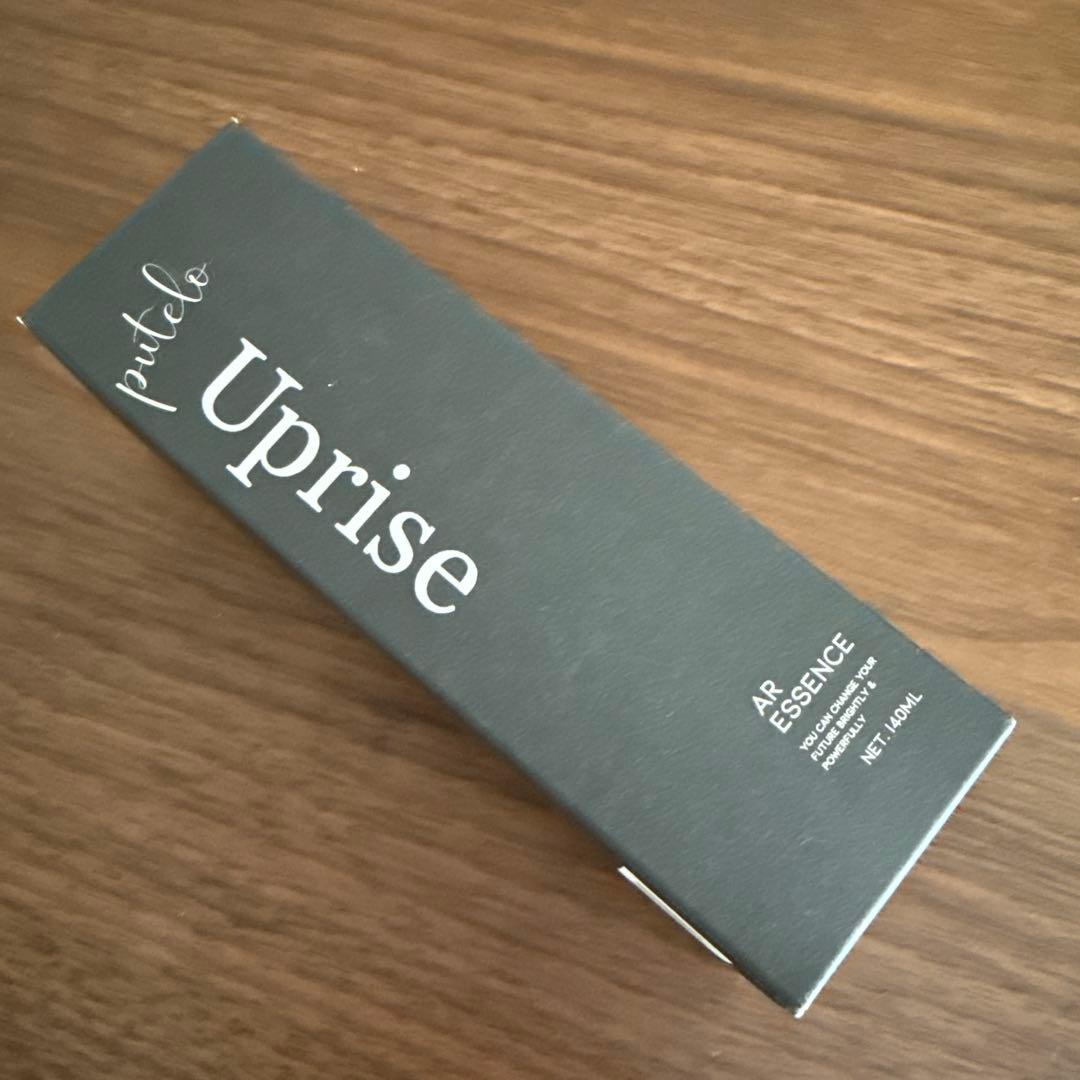 putelo
Uprise
AR
ESSENCE
YOU CAN CHANGE YOUR
FUTURE BRIGHTLY &
POWERFULLY
NET. 140ML